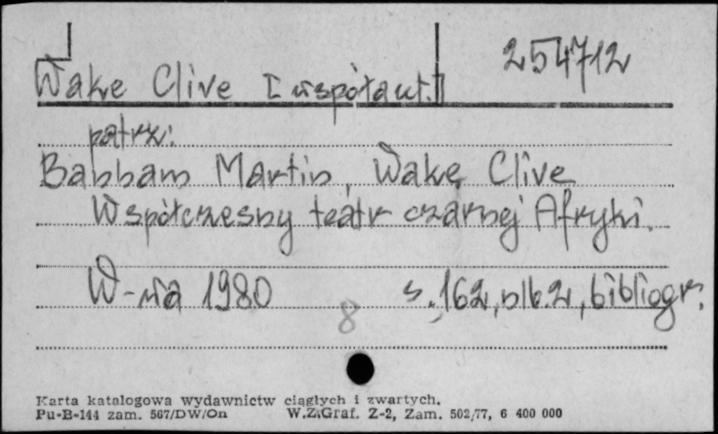 254712
Wake Clive [współaut.]
patrz:
Banham Martin, Wake Clive
Współczesny teatr czarnej Afryki.
W-wa 1980 s. 162, nlb. 2, bibliogr.
8
Karta katalogowa wydawnictw ciągłych i zwartych.
Pu-B-144 zam. 567/DW/On W.Z.Graf. Z-2, Zam. 502/77, 6 400 000